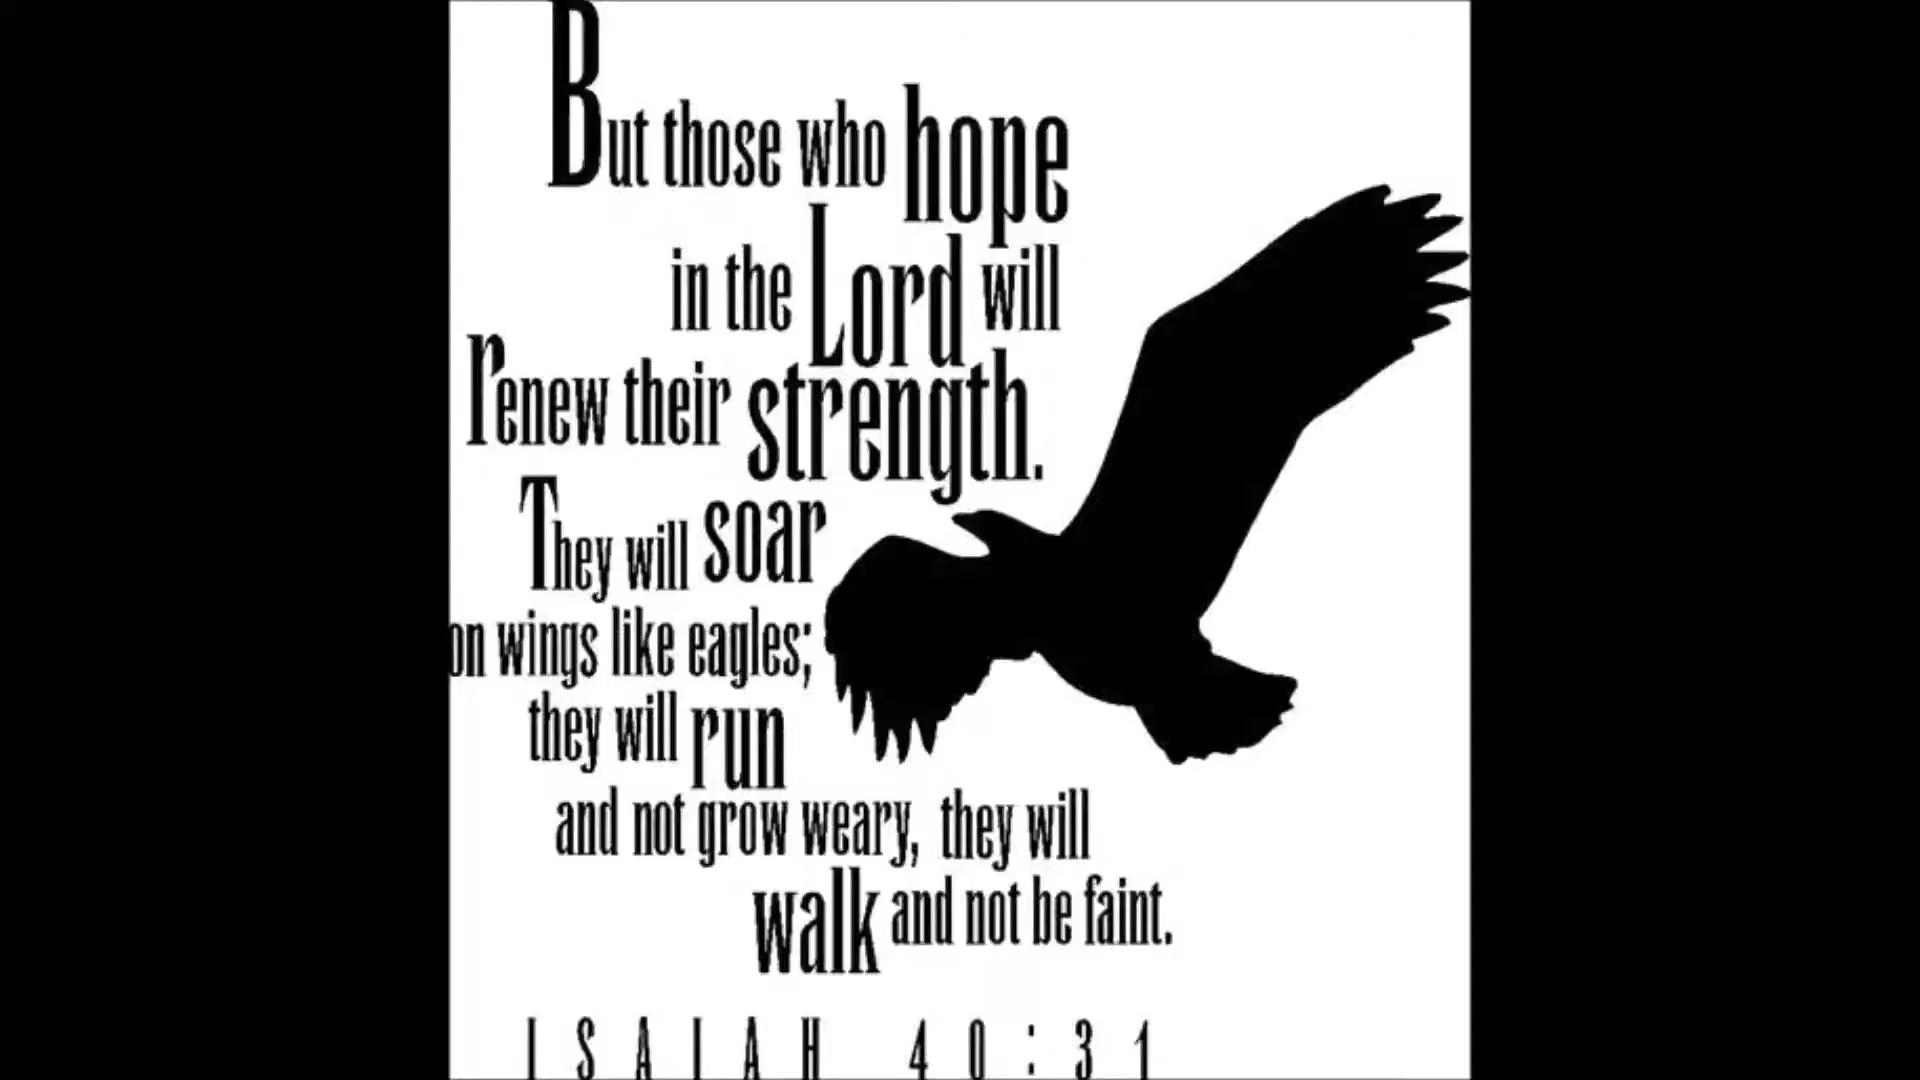 But those who hope
in the Lord will
renew their strength.
They will soar
on wings like eagles;
they will run
and not grow weary, they will
walk and not be faint.
ISAIAH 40:31